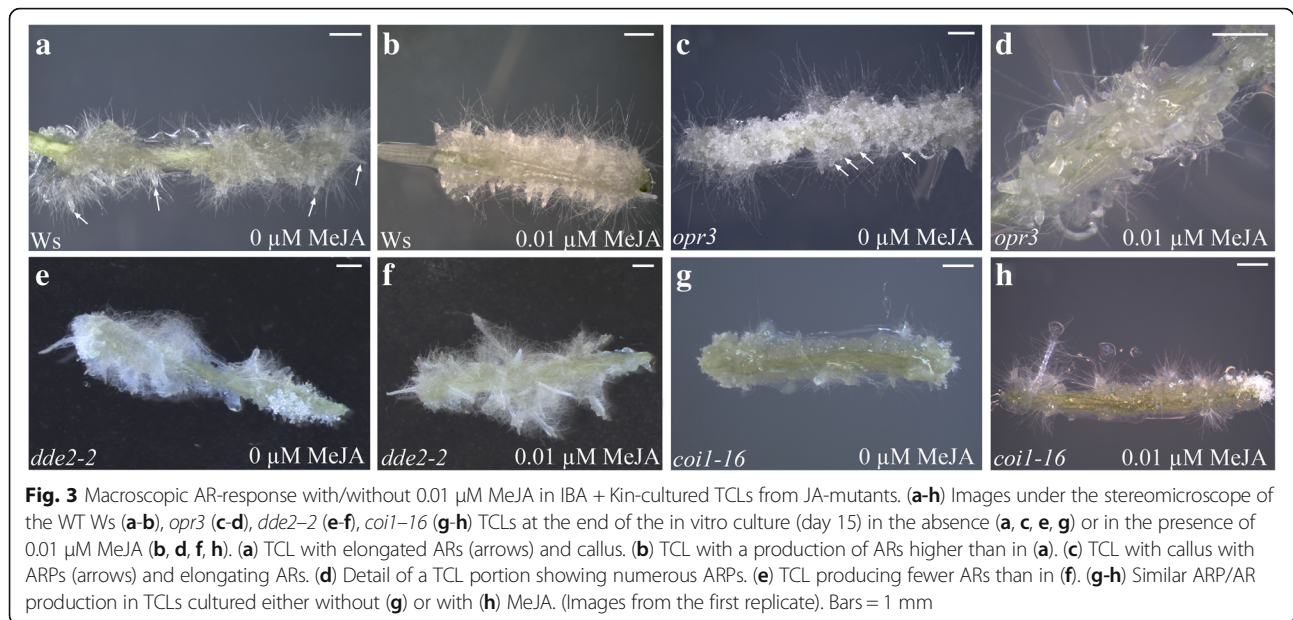 a
Ws
0 μM MeJA
b
Ws
0.01 μM MeJA
c
opr3
0 μM MeJA
d
opr3
0.01 μM MeJA
e
dde2-2
0 μM MeJA
f
dde2-2
0.01 μM MeJA
g
coi1-16
0 μM MeJA
h
coi1-16
0.01 μM MeJA
Fig. 3 Macroscopic AR-response with/without 0.01 μM MeJA in IBA + Kin-cultured TCLs from JA-mutants. (a-h) Images under the stereomicroscope of
the WT Ws (a-b), opr3 (c-d), dde2–2 (e-f), coi1–16 (g-h) TCLs at the end of the in vitro culture (day 15) in the absence (a, c, e, g) or in the presence of
0.01 μM MeJA (b, d, f, h). (a) TCL with elongated ARs (arrows) and callus. (b) TCL with a production of ARs higher than in (a). (c) TCL with callus with
ARPs (arrows) and elongating ARs. (d) Detail of a TCL portion showing numerous ARPs. (e) TCL producing fewer ARs than in (f). (g-h) Similar ARP/AR
production in TCLs cultured either without (g) or with (h) MeJA. (Images from the first replicate). Bars = 1 mm